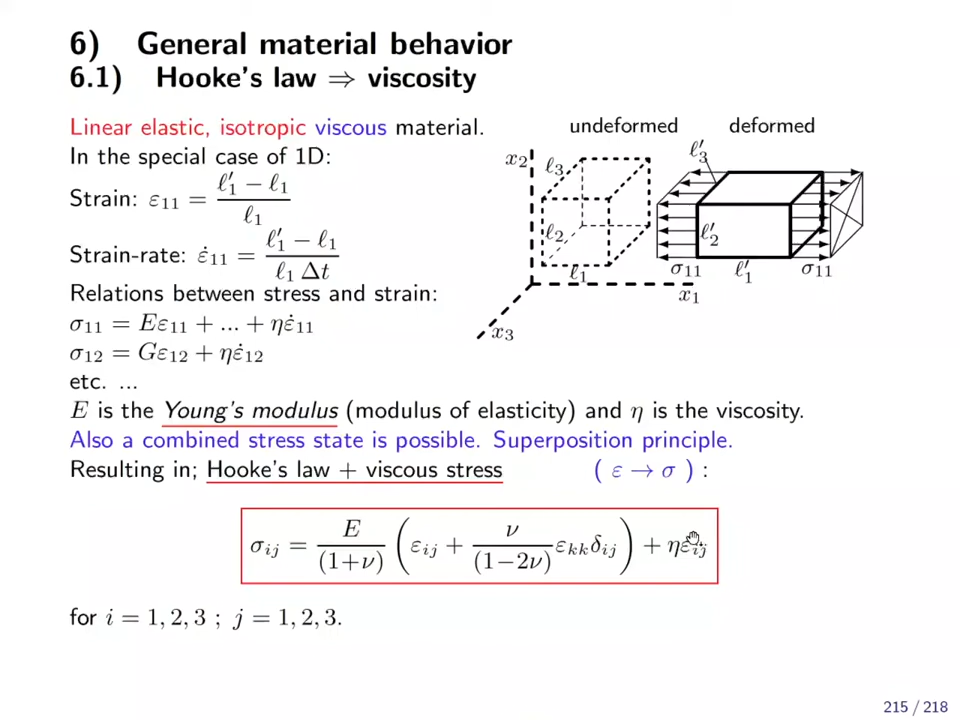 6) General material behavior
6.1) Hooke's law ⇒ viscosity
Linear elastic, isotropic viscous material.
In the special case of 1D:
Strain: ε₁₁ = (ℓ′₁ − ℓ₁) / ℓ₁
Strain-rate: ε̇₁₁ = (ℓ′₁ − ℓ₁) / (ℓ₁ Δt)
Relations between stress and strain:
σ₁₁ = Eε₁₁ + ... + ηε̇₁₁
σ₁₂ = Gε₁₂ + ηε̇₁₂
etc. ...
undeformed deformed
x₂ ℓ₃ ℓ′₃
ℓ₂ ℓ′₂
ℓ₁ σ₁₁ ℓ′₁ σ₁₁
x₁
x₃
E is the Young's modulus (modulus of elasticity) and η is the viscosity.
Also a combined stress state is possible. Superposition principle.
Resulting in; Hooke's law + viscous stress ( ε → σ ) :
σᵢⱼ = E/(1+ν) ( εᵢⱼ + ν/(1−2ν) εₖₖδᵢⱼ ) + ηε̇ᵢⱼ
for i = 1, 2, 3 ; j = 1, 2, 3.
215 / 218